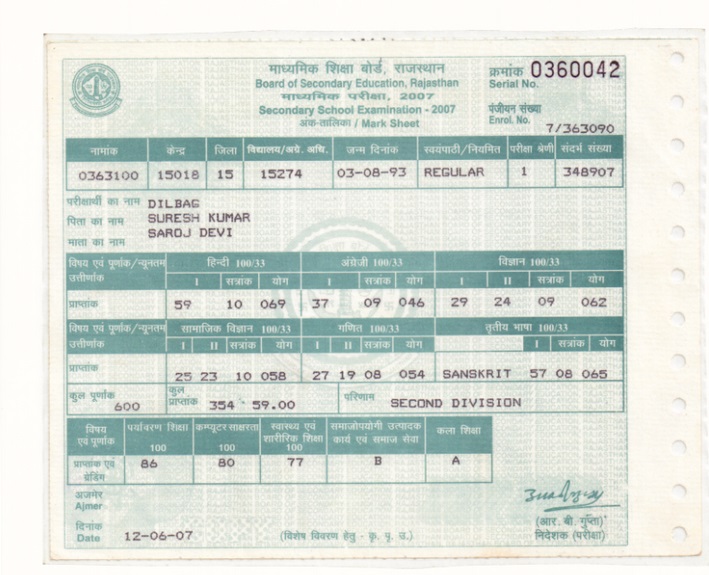 माध्यमिक शिक्षा बोर्ड, राजस्थान
Board of Secondary Education, Rajasthan
माध्यमिक परीक्षा, 2007
Secondary School Examination - 2007
अंक-तालिका / Mark Sheet
क्रमांक 0360042
Serial No.
पंजीयन संख्या
Enrol. No. 7/363090
नामांक केन्द्र जिला विद्यालय/अग्रे. अधि. जन्म दिनांक स्वयंपाठी/नियमित परीक्षा श्रेणी संदर्भ संख्या
0363100 15018 15 15274 03-08-93 REGULAR 1 348907
परीक्षार्थी का नाम DILBAG
पिता का नाम SURESH KUMAR
माता का नाम SAROJ DEVI
विषय एवं पूर्णांक/न्यूनतम हिन्दी 100/33 अंग्रेजी 100/33 विज्ञान 100/33
उत्तीर्णांक I सत्रांक योग I सत्रांक योग I II सत्रांक योग
प्राप्तांक 59 10 069 37 09 046 29 24 09 062
विषय एवं पूर्णांक/न्यूनतम सामाजिक विज्ञान 100/33 गणित 100/33 तृतीय भाषा 100/33
उत्तीर्णांक I II सत्रांक योग I II सत्रांक योग I सत्रांक योग
प्राप्तांक 25 23 10 058 27 19 08 054 SANSKRIT 57 08 065
कुल पूर्णांक 600 कुल प्राप्तांक 354 59.00 परिणाम SECOND DIVISION
विषय एवं पूर्णांक पर्यावरण शिक्षा 100 कम्प्यूटर साक्षरता 100 स्वास्थ्य एवं शारीरिक शिक्षा 100 समाजोपयोगी उत्पादक कार्य एवं समाज सेवा कला शिक्षा
प्राप्तांक एवं ग्रेडिंग 86 80 77 B A
अजमेर
Ajmer
दिनांक
Date 12-06-07
(विशेष विवरण हेतु - कृ. पृ. उ.)
(आर. बी. गुप्ता)
निदेशक (परीक्षा)